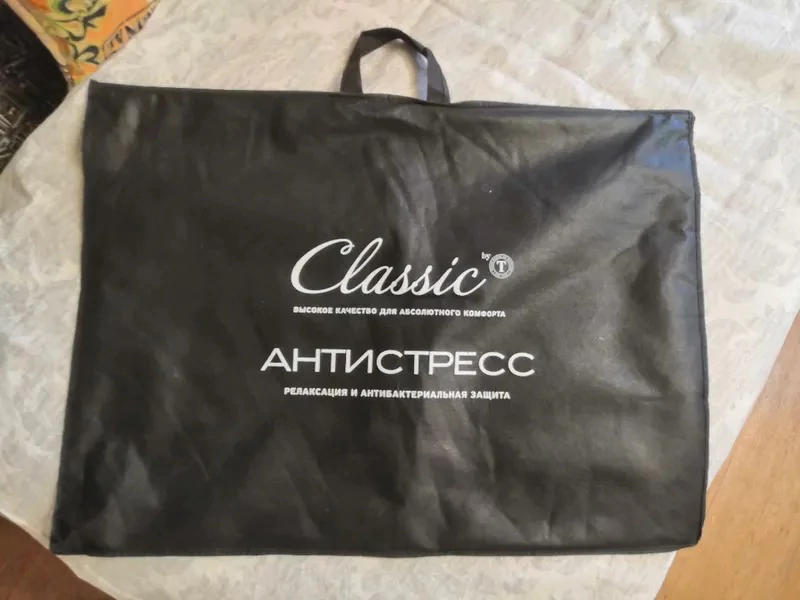 Classic by T
ВЫСОКОЕ КАЧЕСТВО ДЛЯ АБСОЛЮТНОГО КОМФОРТА
АНТИСТРЕСС
РЕЛАКСАЦИЯ И АНТИБАКТЕРИАЛЬНАЯ ЗАЩИТА